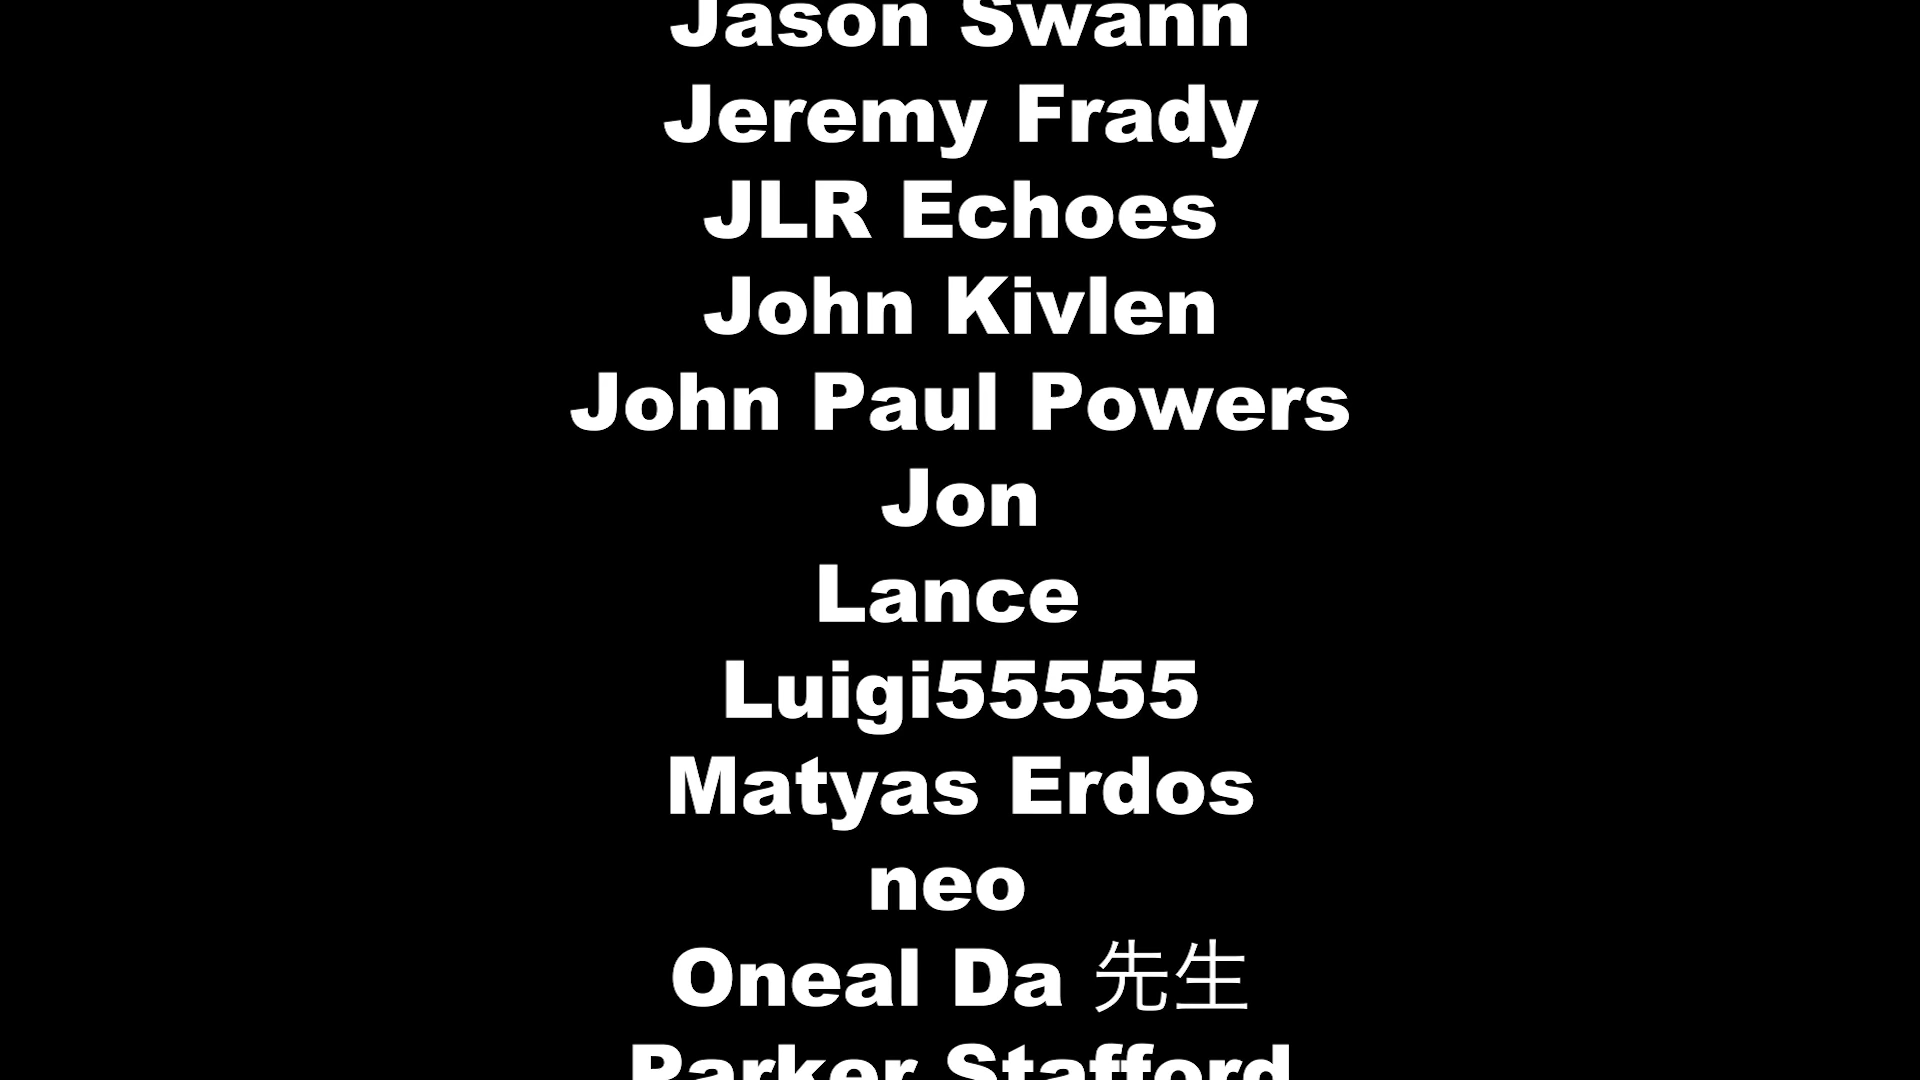 Jason Swann
Jeremy Frady
JLR Echoes
John Kivlen
John Paul Powers
Jon
Lance
Luigi55555
Matyas Erdos
neo
Oneal Da 先生
Parker Stafford